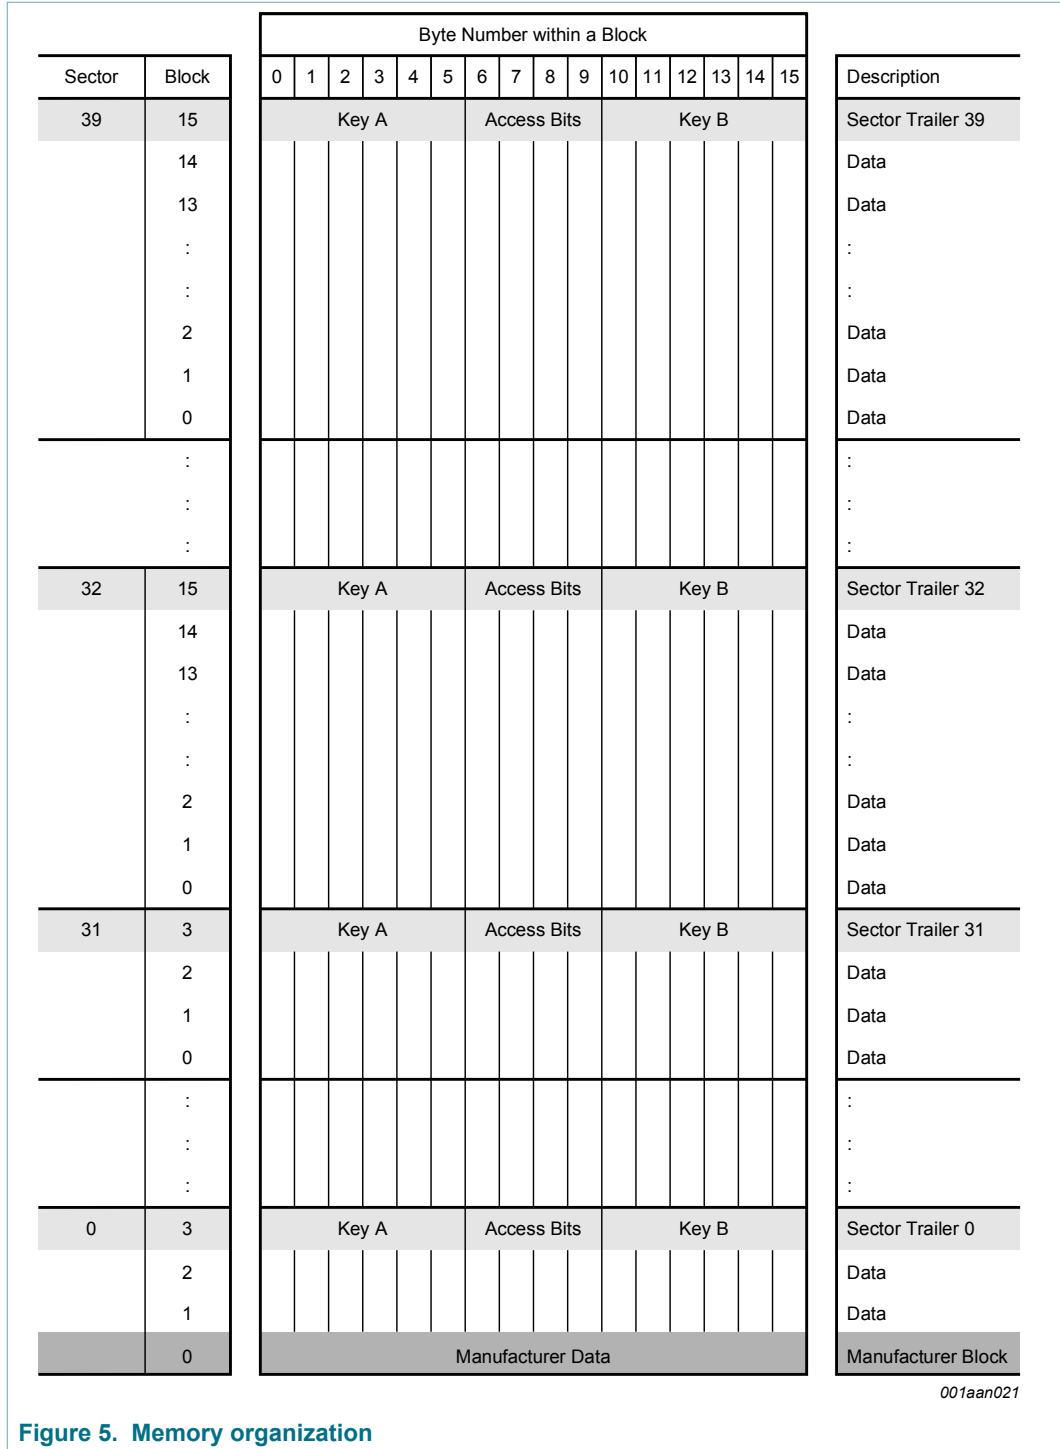 Byte Number within a Block
Sector Block 0 1 2 3 4 5 6 7 8 9 10 11 12 13 14 15 Description
39 15 Key A Access Bits Key B Sector Trailer 39
14 Data
13 Data
: :
: :
2 Data
1 Data
0 Data
: :
: :
: :
32 15 Key A Access Bits Key B Sector Trailer 32
14 Data
13 Data
: :
: :
2 Data
1 Data
0 Data
31 3 Key A Access Bits Key B Sector Trailer 31
2 Data
1 Data
0 Data
: :
: :
: :
0 3 Key A Access Bits Key B Sector Trailer 0
2 Data
1 Data
0 Manufacturer Data Manufacturer Block
001aan021
Figure 5. Memory organization